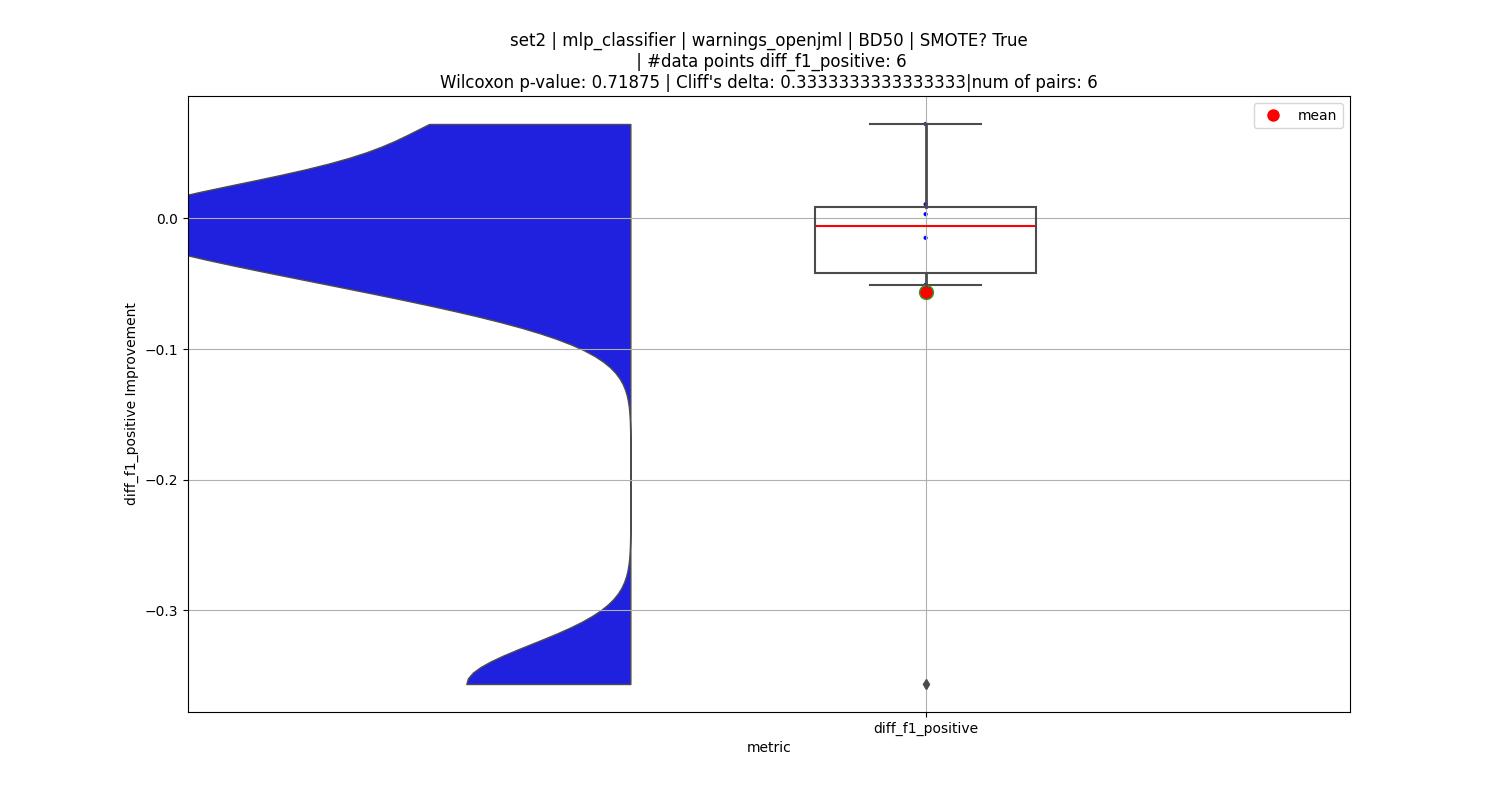 set2 | mlp_classifier | warnings_openjml | BD50 | SMOTE? True
| #data points diff_f1_positive: 6
Wilcoxon p-value: 0.71875 | Cliff's delta: 0.3333333333333333|num of pairs: 6
mean
0.0
−0.1
−0.2
−0.3
diff_f1_positive Improvement
diff_f1_positive
metric